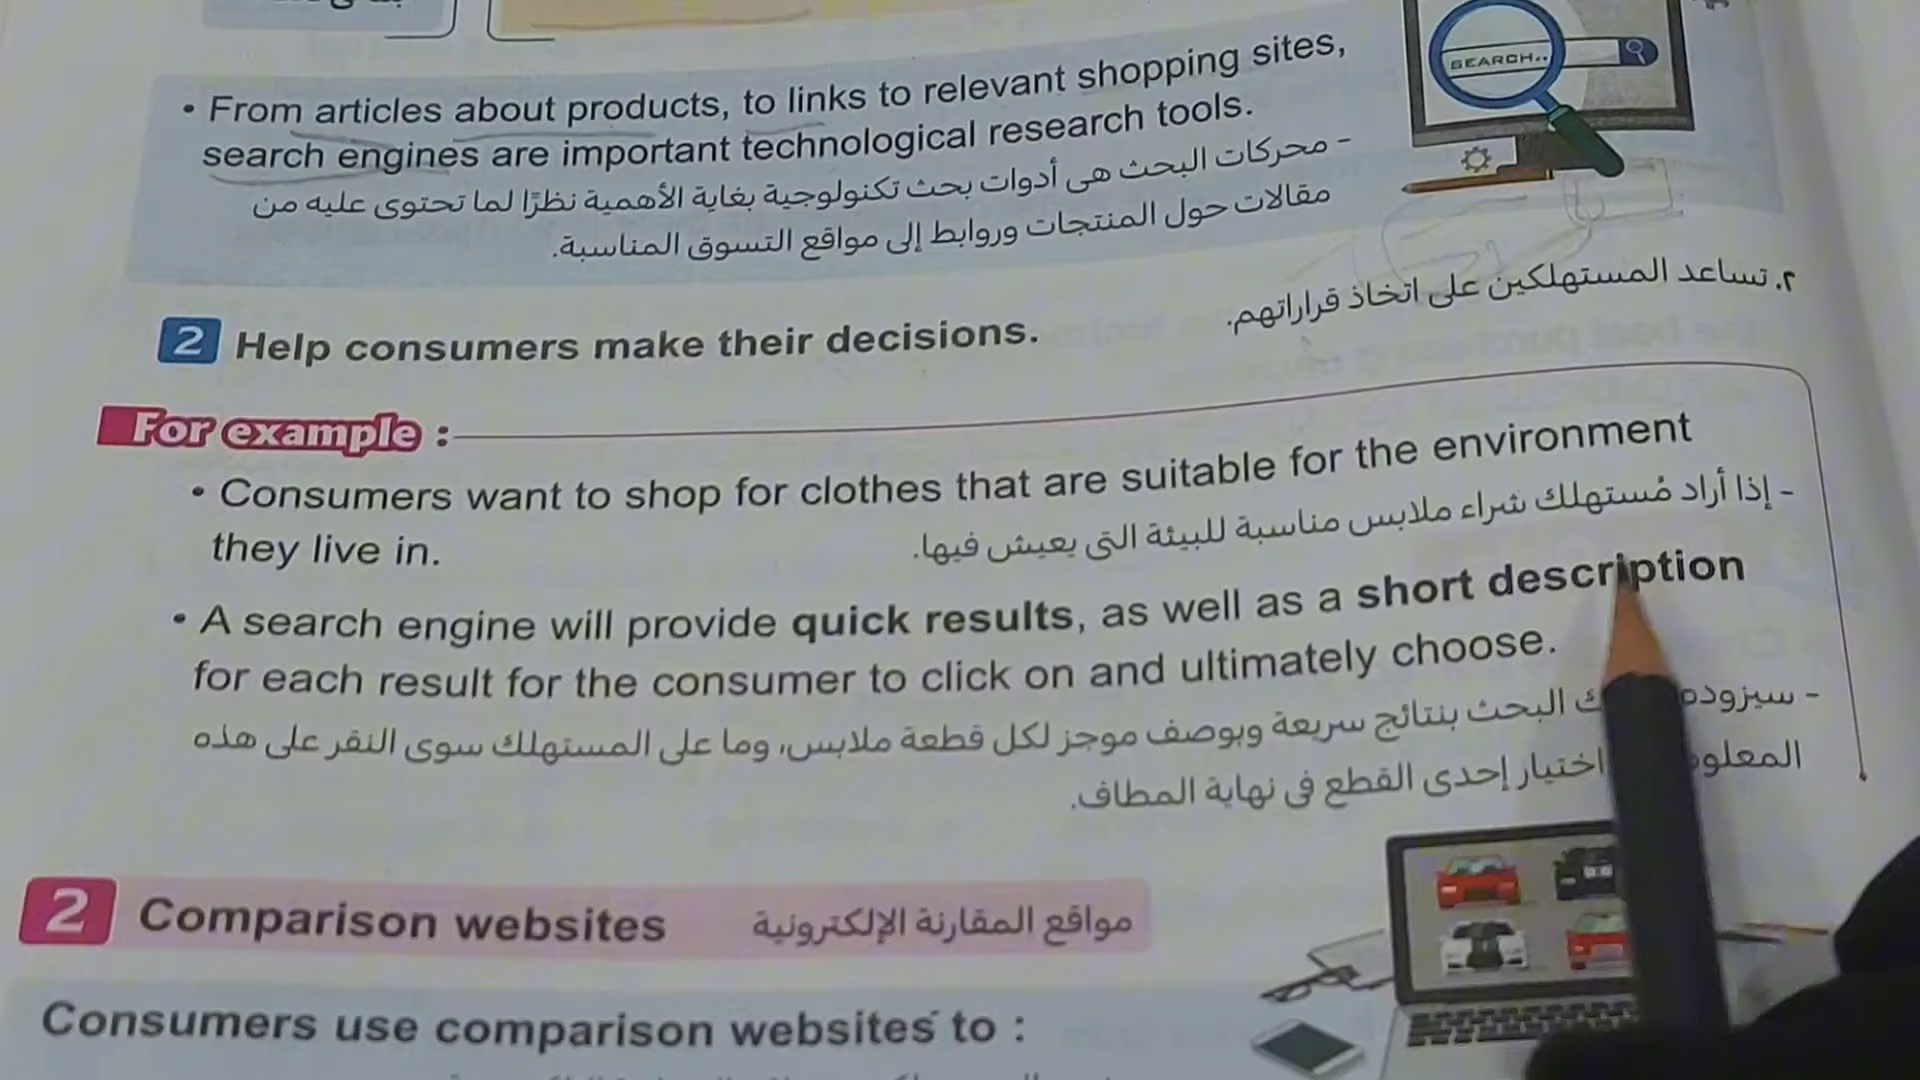 • From articles about products, to links to relevant shopping sites,
search engines are important technological research tools.
- محركات البحث هى أدوات بحث تكنولوجية بغاية الأهمية نظرًا لما تحتوى عليه من
مقالات حول المنتجات وروابط إلى مواقع التسوق المناسبة.
SEARCH..
2 Help consumers make their decisions.
٢. تساعد المستهلكين على اتخاذ قراراتهم.
For example :
• Consumers want to shop for clothes that are suitable for the environment
they live in.
- إذا أراد مُستهلك شراء ملابس مناسبة للبيئة التى يعيش فيها.
• A search engine will provide quick results, as well as a short description
for each result for the consumer to click on and ultimately choose.
- البحث بنتائج سريعة وبوصف موجز لكل قطعة ملابس، وما على المستهلك سوى النقر على هذه
اختيار إحدى القطع فى نهاية المطاف.
2 Comparison websites مواقع المقارنة الإلكترونية
Consumers use comparison websites to :